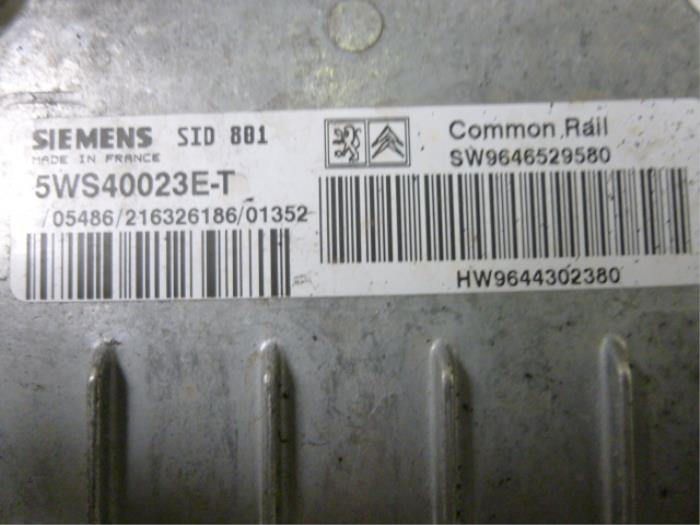 SIEMENS SID 801
MADE IN FRANCE
5WS40023E-T
/05486/216326186/01352
Common Rail
SW9646529580
HW9644302380